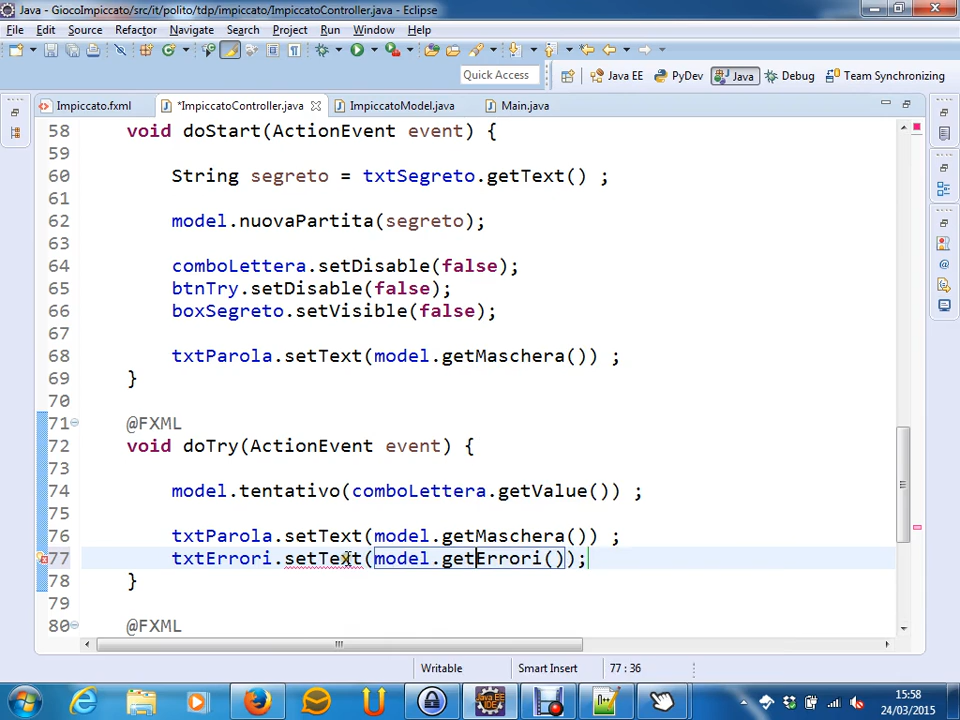 Java - GiocoImpiccato/src/it/polito/tdp/impiccato/ImpiccatoController.java - Eclipse
File Edit Source Refactor Navigate Search Project Run Window Help
Quick Access Java EE PyDev Java Debug Team Synchronizing
Impiccato.fxml *ImpiccatoController.java ImpiccatoModel.java Main.java
58 void doStart(ActionEvent event) {
59
60 String segreto = txtSegreto.getText() ;
61
62 model.nuovaPartita(segreto);
63
64 comboLettera.setDisable(false);
65 btnTry.setDisable(false);
66 boxSegreto.setVisible(false);
67
68 txtParola.setText(model.getMaschera()) ;
69 }
70
71 @FXML
72 void doTry(ActionEvent event) {
73
74 model.tentativo(comboLettera.getValue()) ;
75
76 txtParola.setText(model.getMaschera()) ;
77 txtErrori.setText(model.getErrori());
78 }
79
80 @FXML
Writable Smart Insert 77 : 36
15:58
24/03/2015